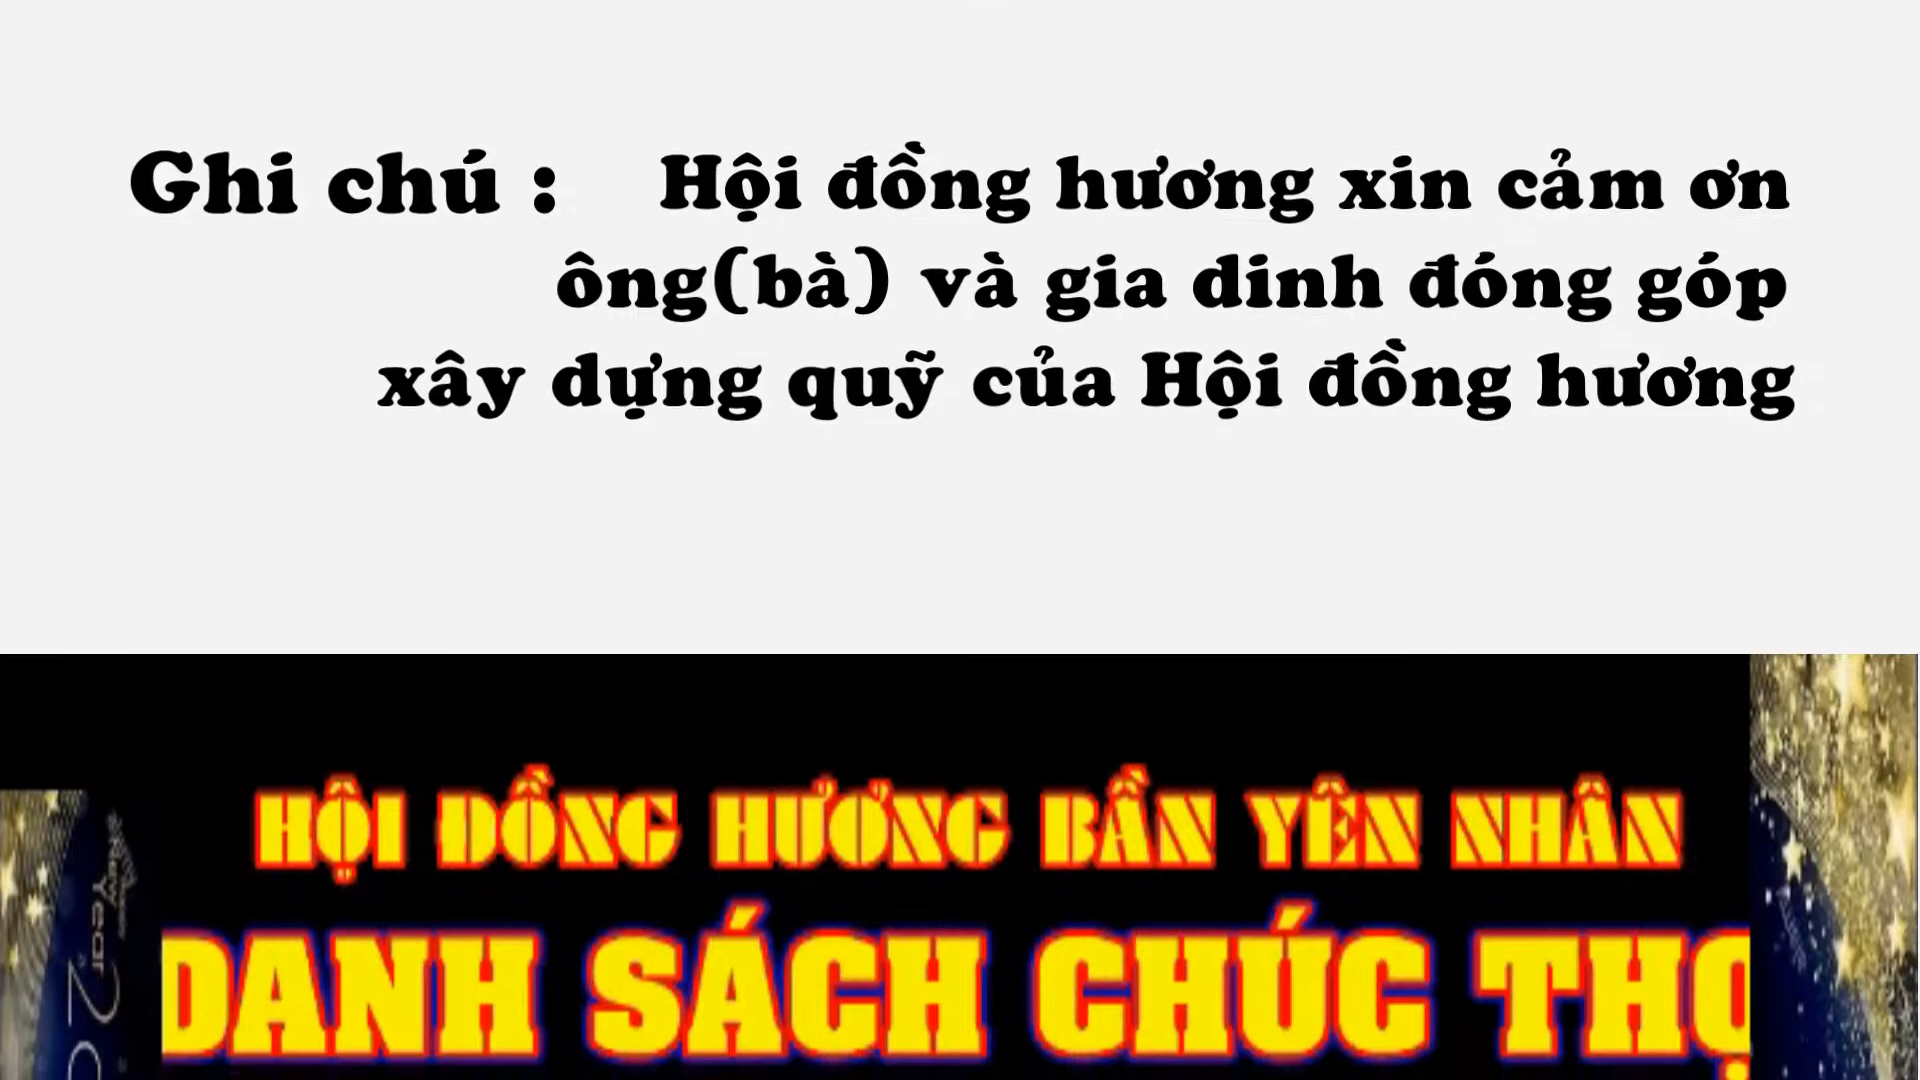 Ghi chú : Hội đồng hương xin cảm ơn
ông(bà) và gia dinh đóng góp
xây dựng quỹ của Hội đồng hương
HỘI ĐỒNG HƯƠNG BẦN YÊN NHÂN
DANH SÁCH CHÚC THỌ